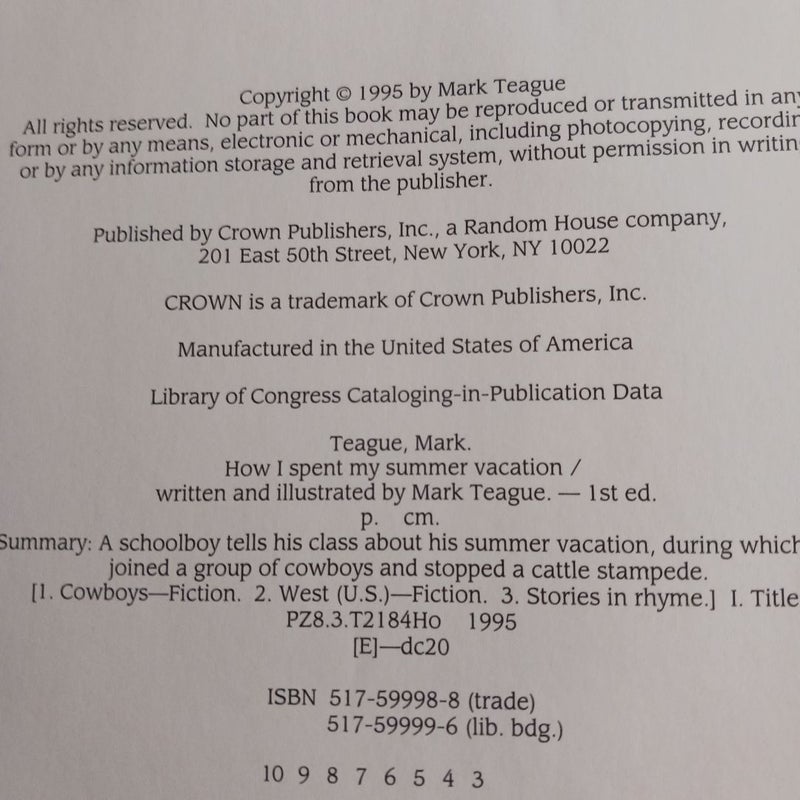 Copyright © 1995 by Mark Teague
All rights reserved. No part of this book may be reproduced or transmitted in any
form or by any means, electronic or mechanical, including photocopying, recordin
or by any information storage and retrieval system, without permission in writin
from the publisher.
Published by Crown Publishers, Inc., a Random House company,
201 East 50th Street, New York, NY 10022
CROWN is a trademark of Crown Publishers, Inc.
Manufactured in the United States of America
Library of Congress Cataloging-in-Publication Data
Teague, Mark.
How I spent my summer vacation /
written and illustrated by Mark Teague. — 1st ed.
p. cm.
Summary: A schoolboy tells his class about his summer vacation, during which
joined a group of cowboys and stopped a cattle stampede.
[1. Cowboys—Fiction. 2. West (U.S.)—Fiction. 3. Stories in rhyme.] I. Title
PZ8.3.T2184Ho 1995
[E]—dc20
ISBN 517-59998-8 (trade)
517-59999-6 (lib. bdg.)
10 9 8 7 6 5 4 3